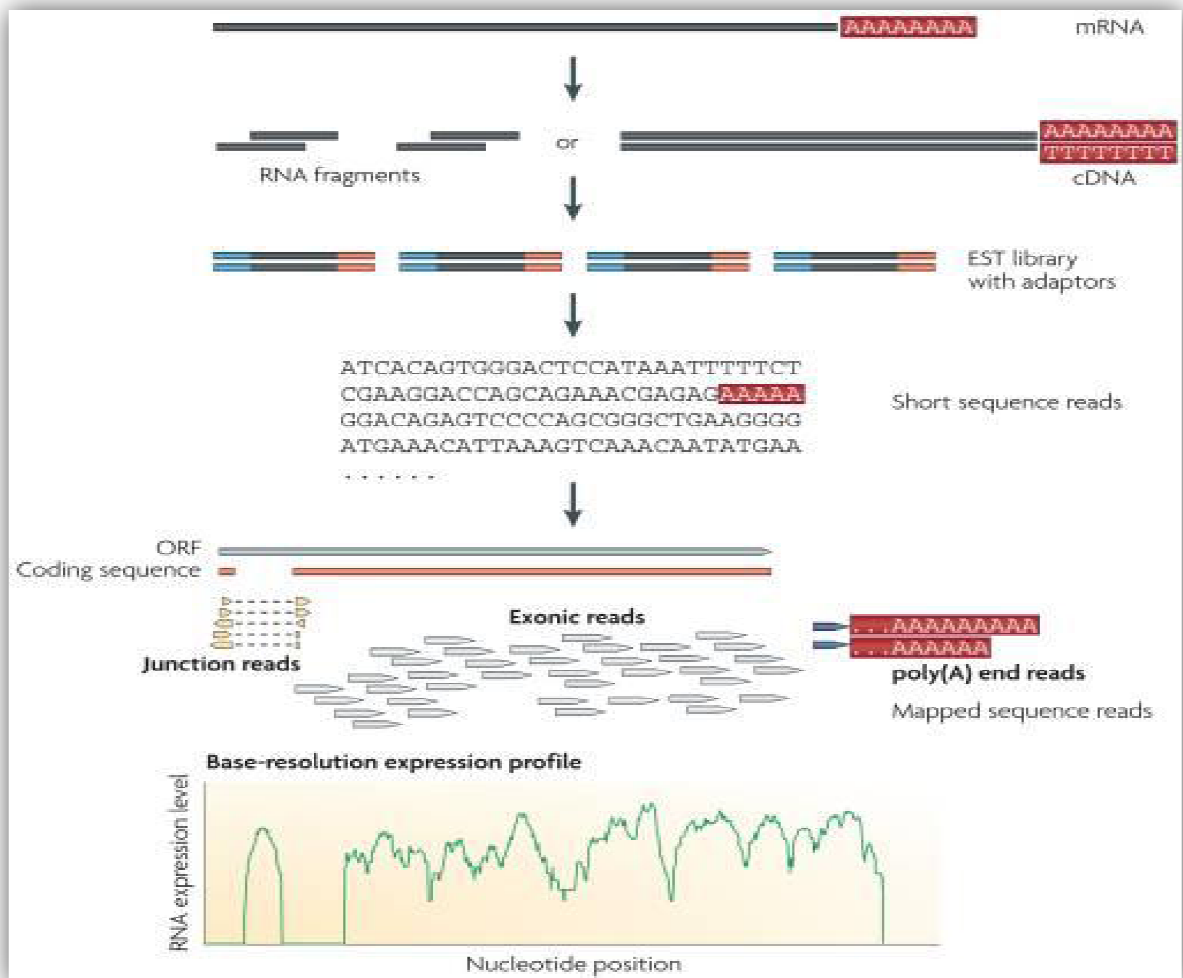 AAAAAAAA mRNA
or
AAAAAAAA
TTTTTTTT
RNA fragments
cDNA
EST library
with adaptors
ATCACAGTGGGACTCCATAAATTTTTCT
CGAAGGACCAGCAGAAACGAGAGAAAAA
GGACAGAGTCCCCAGCGGGCTGAAGGGG
ATGAAACATTAAAGTCAAACAATATGAA
. . . . . .
Short sequence reads
ORF
Coding sequence
Junction reads
Exonic reads
...AAAAAAAAA
...AAAAAA
poly(A) end reads
Mapped sequence reads
Base-resolution expression profile
RNA expression level
Nucleotide position